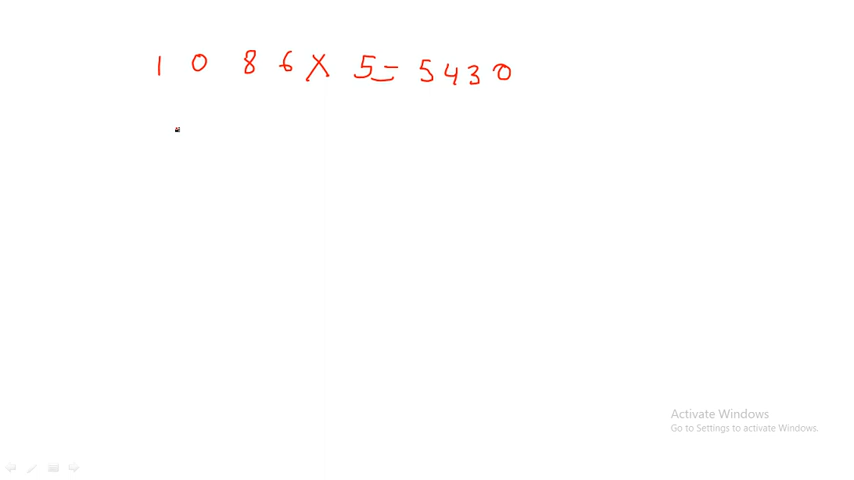 1 0 8 6 X 5 = 5 4 3 0
Activate Windows
Go to Settings to activate Windows.